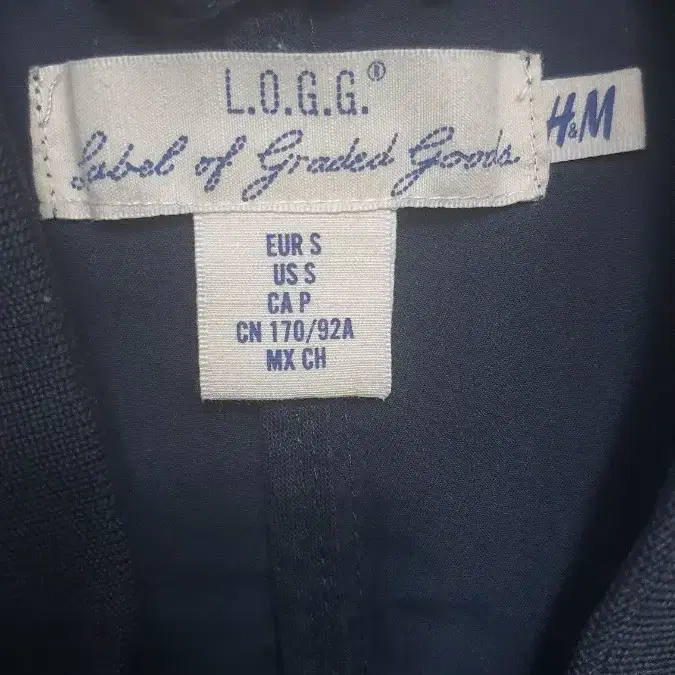 L.O.G.G.®
Label of Graded Goods
H&M
EUR S
US S
CA P
CN 170/92A
MX CH